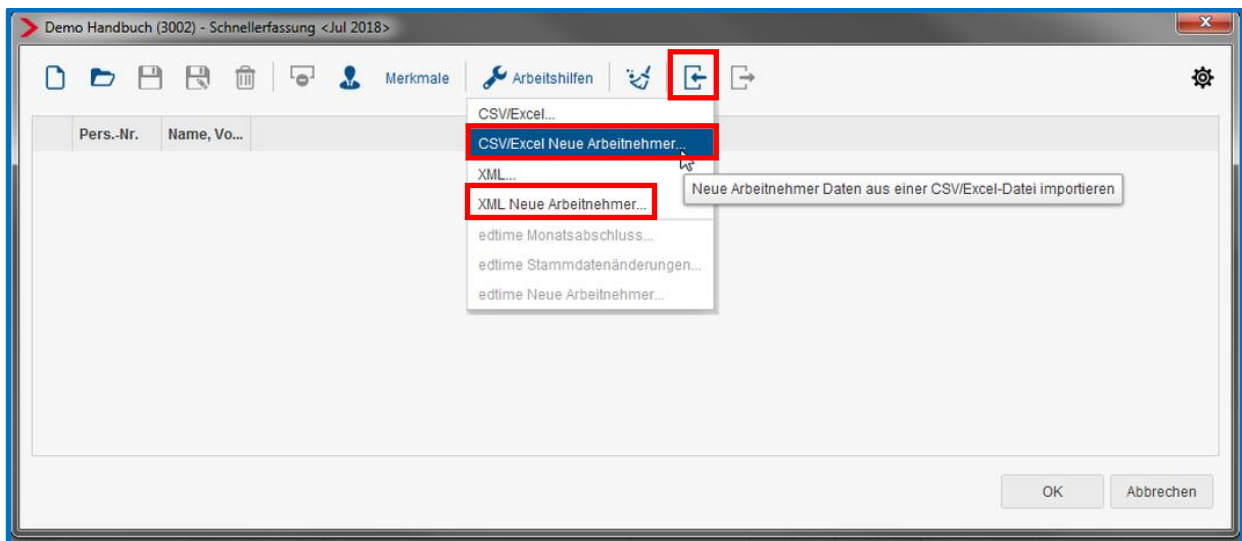 Demo Handbuch (3002) - Schnellerfassung <Jul 2018>
Merkmale Arbeitshilfen
Pers.-Nr. Name, Vo...
CSV/Excel...
CSV/Excel Neue Arbeitnehmer...
XML...
Neue Arbeitnehmer Daten aus einer CSV/Excel-Datei importieren
XML Neue Arbeitnehmer...
edtime Monatsabschluss...
edtime Stammdatenänderungen...
edtime Neue Arbeitnehmer...
OK Abbrechen